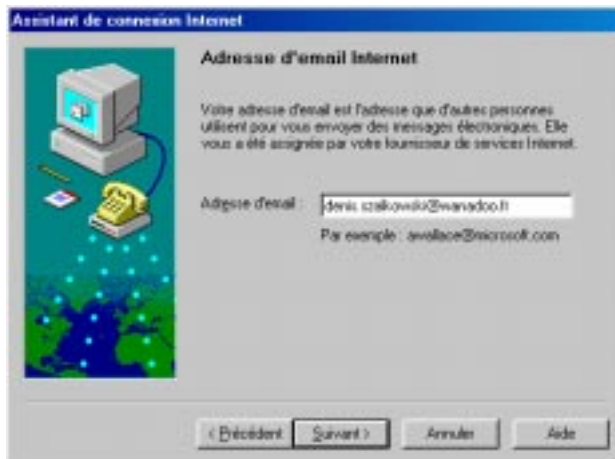 Assistant de connexion Internet
Adresse d'email Internet
Votre adresse d'email est l'adresse que d'autres personnes
utilisent pour vous envoyer des messages électroniques. Elle
vous a été assignée par votre fournisseur de services Internet.
Adresse d'email : denis.szalkowski@wanadoo.fr
Par exemple : awallace@microsoft.com
< Précédent Suivant > Annuler Aide